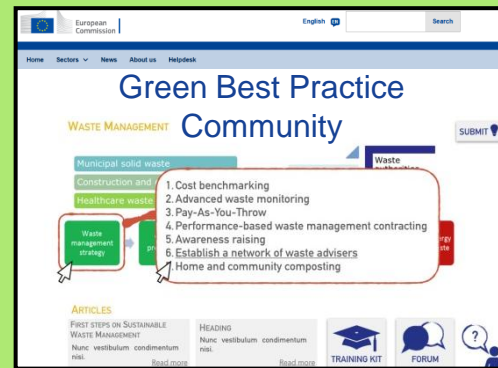 European
Commission
English EN
Search
Home Sectors News About us Helpdesk
Green Best Practice
Community
WASTE MANAGEMENT
SUBMIT
Municipal solid waste
Waste
Construction and
Healthcare waste
1. Cost benchmarking
2. Advanced waste monitoring
3. Pay-As-You-Throw
4. Performance-based waste management contracting
5. Awareness raising
6. Establish a network of waste advisers
Home and community composting
Waste
management
strategy
ARTICLES
FIRST STEPS ON SUSTAINABLE
WASTE MANAGEMENT
Nunc vestibulum condimentum
nisi.
Read more
HEADING
Nunc vestibulum condimentum
nisi.
Read more
TRAINING KIT
FORUM
?